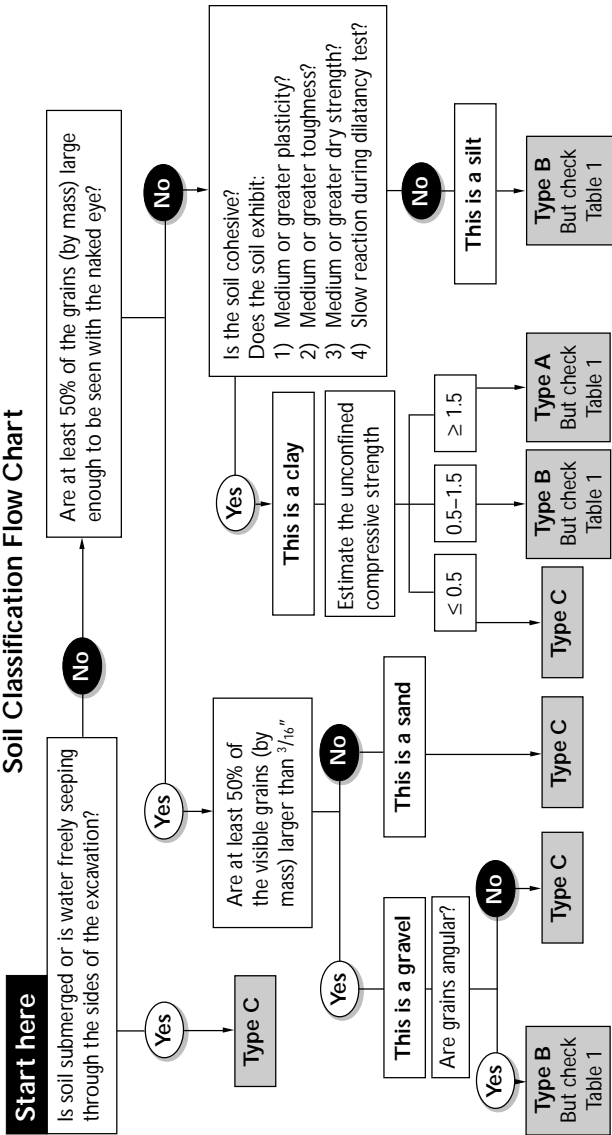 Soil Classification Flow Chart
Start here
Is soil submerged or is water freely seeping
through the sides of the excavation?
Yes
Type C
No
Are at least 50% of the grains (by mass) large
enough to be seen with the naked eye?
Yes
Are at least 50% of
the visible grains (by
mass) larger than 3/16"
Yes
This is a gravel
Are grains angular?
Yes
Type B
But check
Table 1
No
Type C
No
This is a sand
Type C
No
Is the soil cohesive?
Does the soil exhibit:
1) Medium or greater plasticity?
2) Medium or greater toughness?
3) Medium or greater dry strength?
4) Slow reaction during dilatancy test?
Yes
This is a clay
Estimate the unconfined
compressive strength
≤ 0.5
Type C
0.5–1.5
Type B
But check
Table 1
≥ 1.5
Type A
But check
Table 1
No
This is a silt
Type B
But check
Table 1